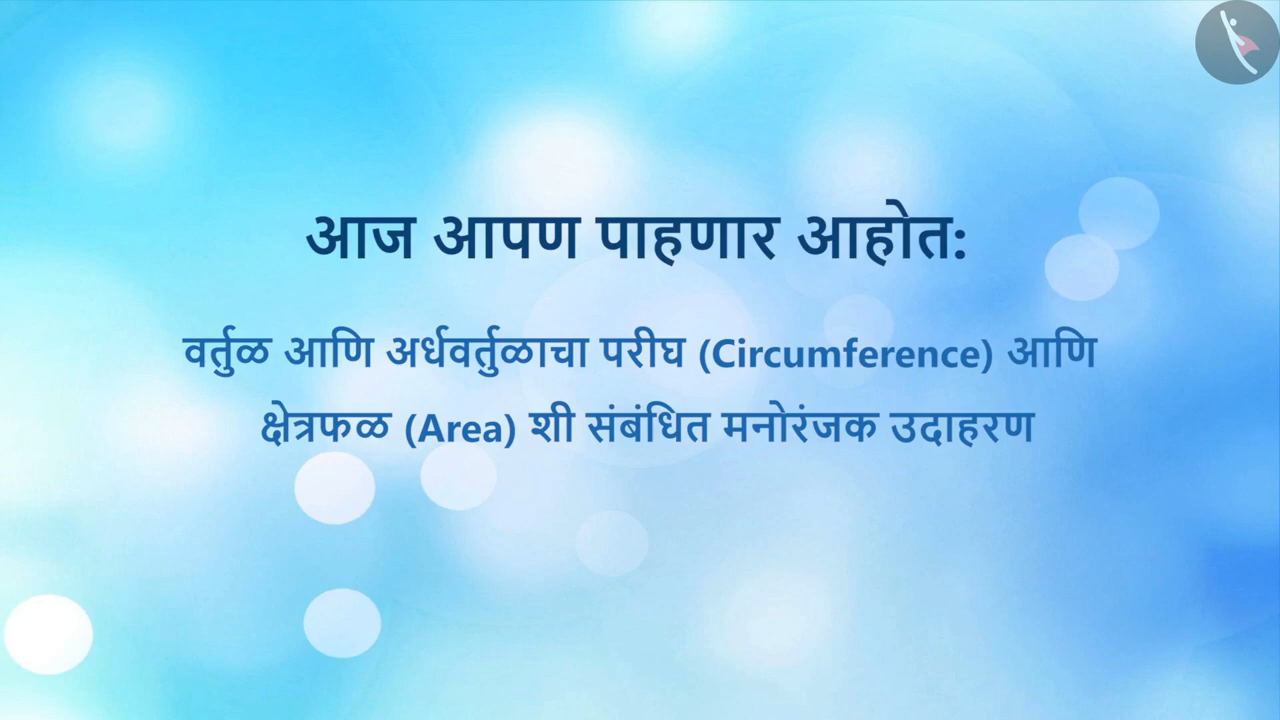 आज आपण पाहणार आहोत:
वर्तुळ आणि अर्धवर्तुळाचा परीघ (Circumference) आणि
क्षेत्रफळ (Area) शी संबंधित मनोरंजक उदाहरण